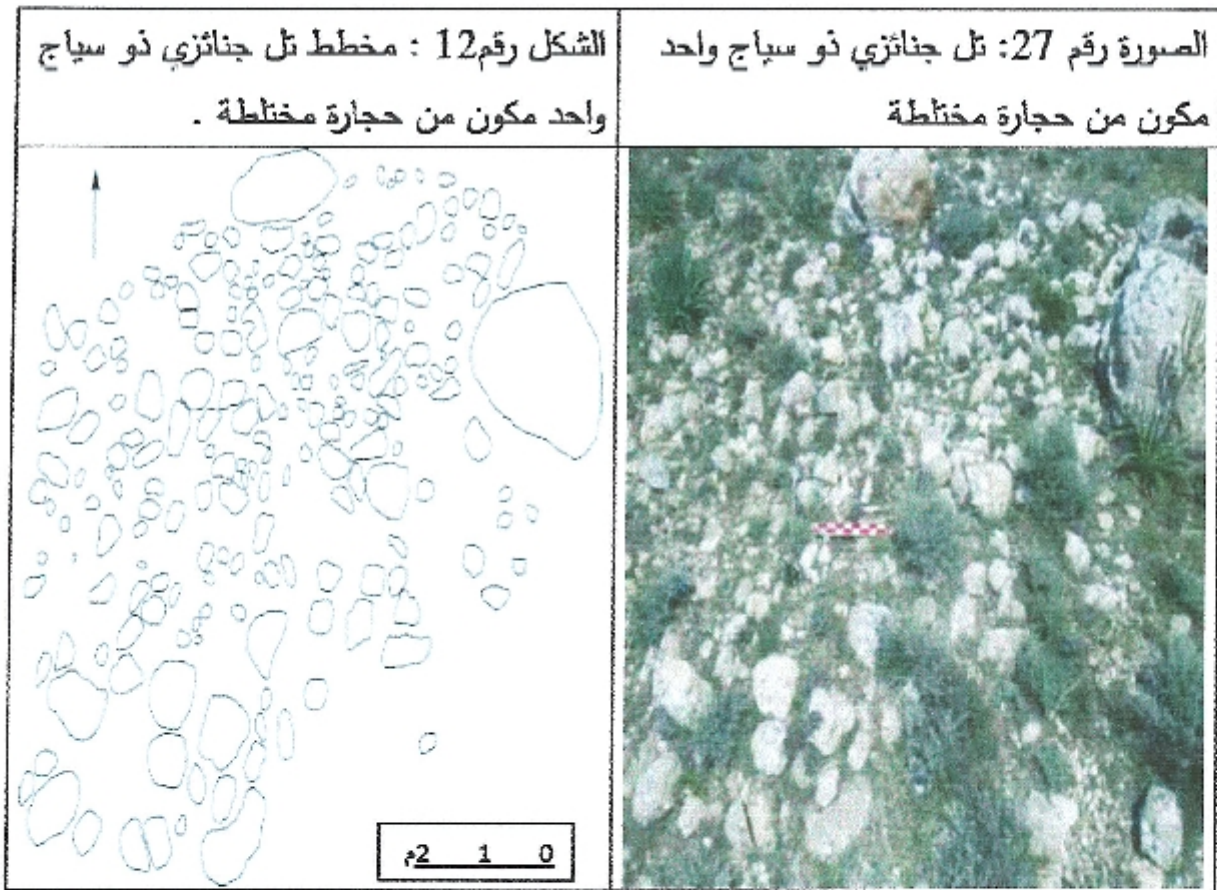 الصورة رقم 27: تل جنائزي ذو سياج واحد
مكون من حجارة مختلطة
الشكل رقم12 : مخطط تل جنائزي ذو سياج
واحد مكون من حجارة مختلطة .
0 1 2م